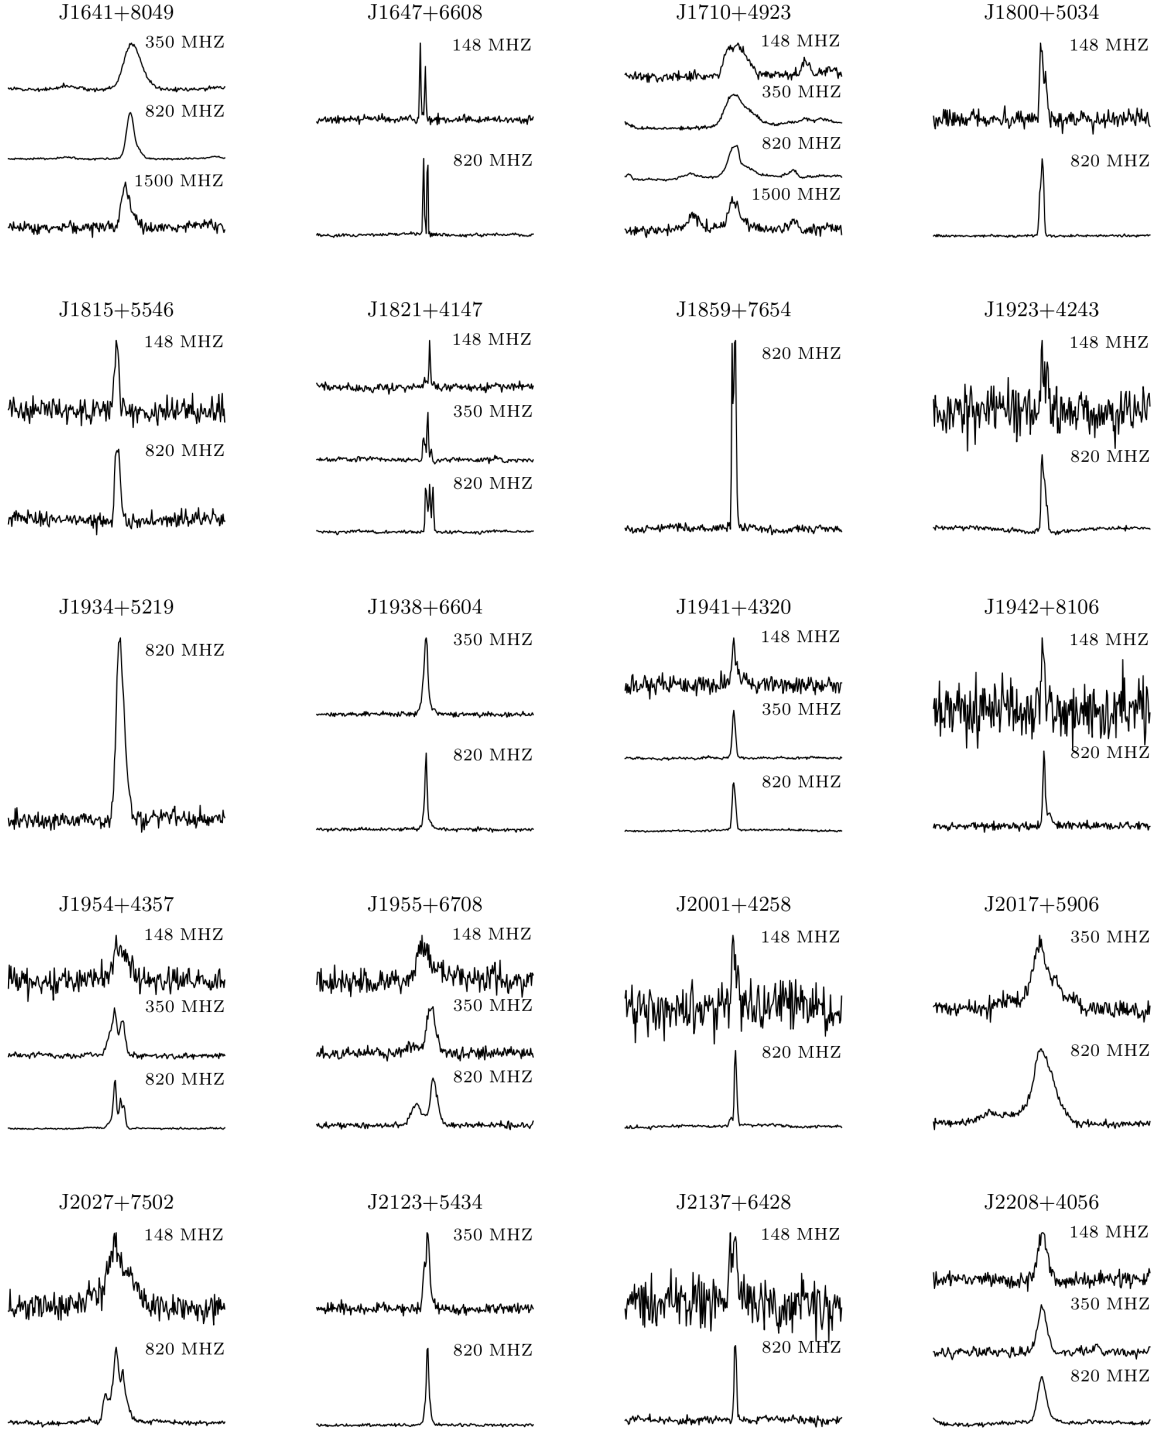 J1641+8049
350 MHZ
820 MHZ
1500 MHZ
J1647+6608
148 MHZ
820 MHZ
J1710+4923
148 MHZ
350 MHZ
820 MHZ
1500 MHZ
J1800+5034
148 MHZ
820 MHZ
J1815+5546
148 MHZ
820 MHZ
J1821+4147
148 MHZ
350 MHZ
820 MHZ
J1859+7654
820 MHZ
J1923+4243
148 MHZ
820 MHZ
J1934+5219
820 MHZ
J1938+6604
350 MHZ
820 MHZ
J1941+4320
148 MHZ
350 MHZ
820 MHZ
J1942+8106
148 MHZ
820 MHZ
J1954+4357
148 MHZ
350 MHZ
820 MHZ
J1955+6708
148 MHZ
350 MHZ
820 MHZ
J2001+4258
148 MHZ
820 MHZ
J2017+5906
350 MHZ
820 MHZ
J2027+7502
148 MHZ
820 MHZ
J2123+5434
350 MHZ
820 MHZ
J2137+6428
148 MHZ
820 MHZ
J2208+4056
148 MHZ
350 MHZ
820 MHZ